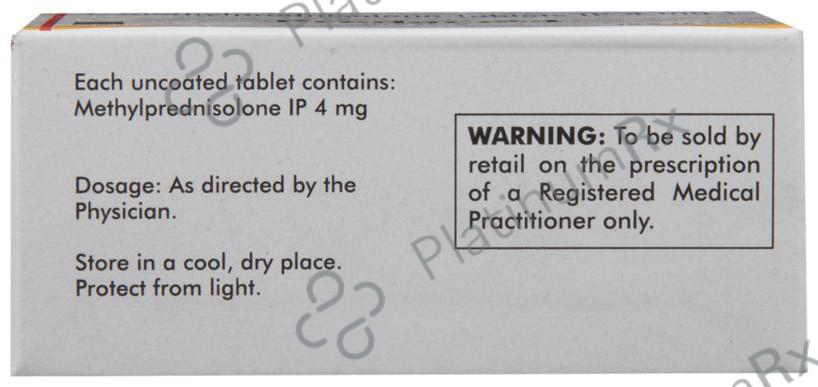 Each uncoated tablet contains:
Methylprednisolone IP 4 mg
Dosage: As directed by the
Physician.
Store in a cool, dry place.
Protect from light.
WARNING: To be sold by
retail on the prescription
of a Registered Medical
Practitioner only.
PlatinumRx